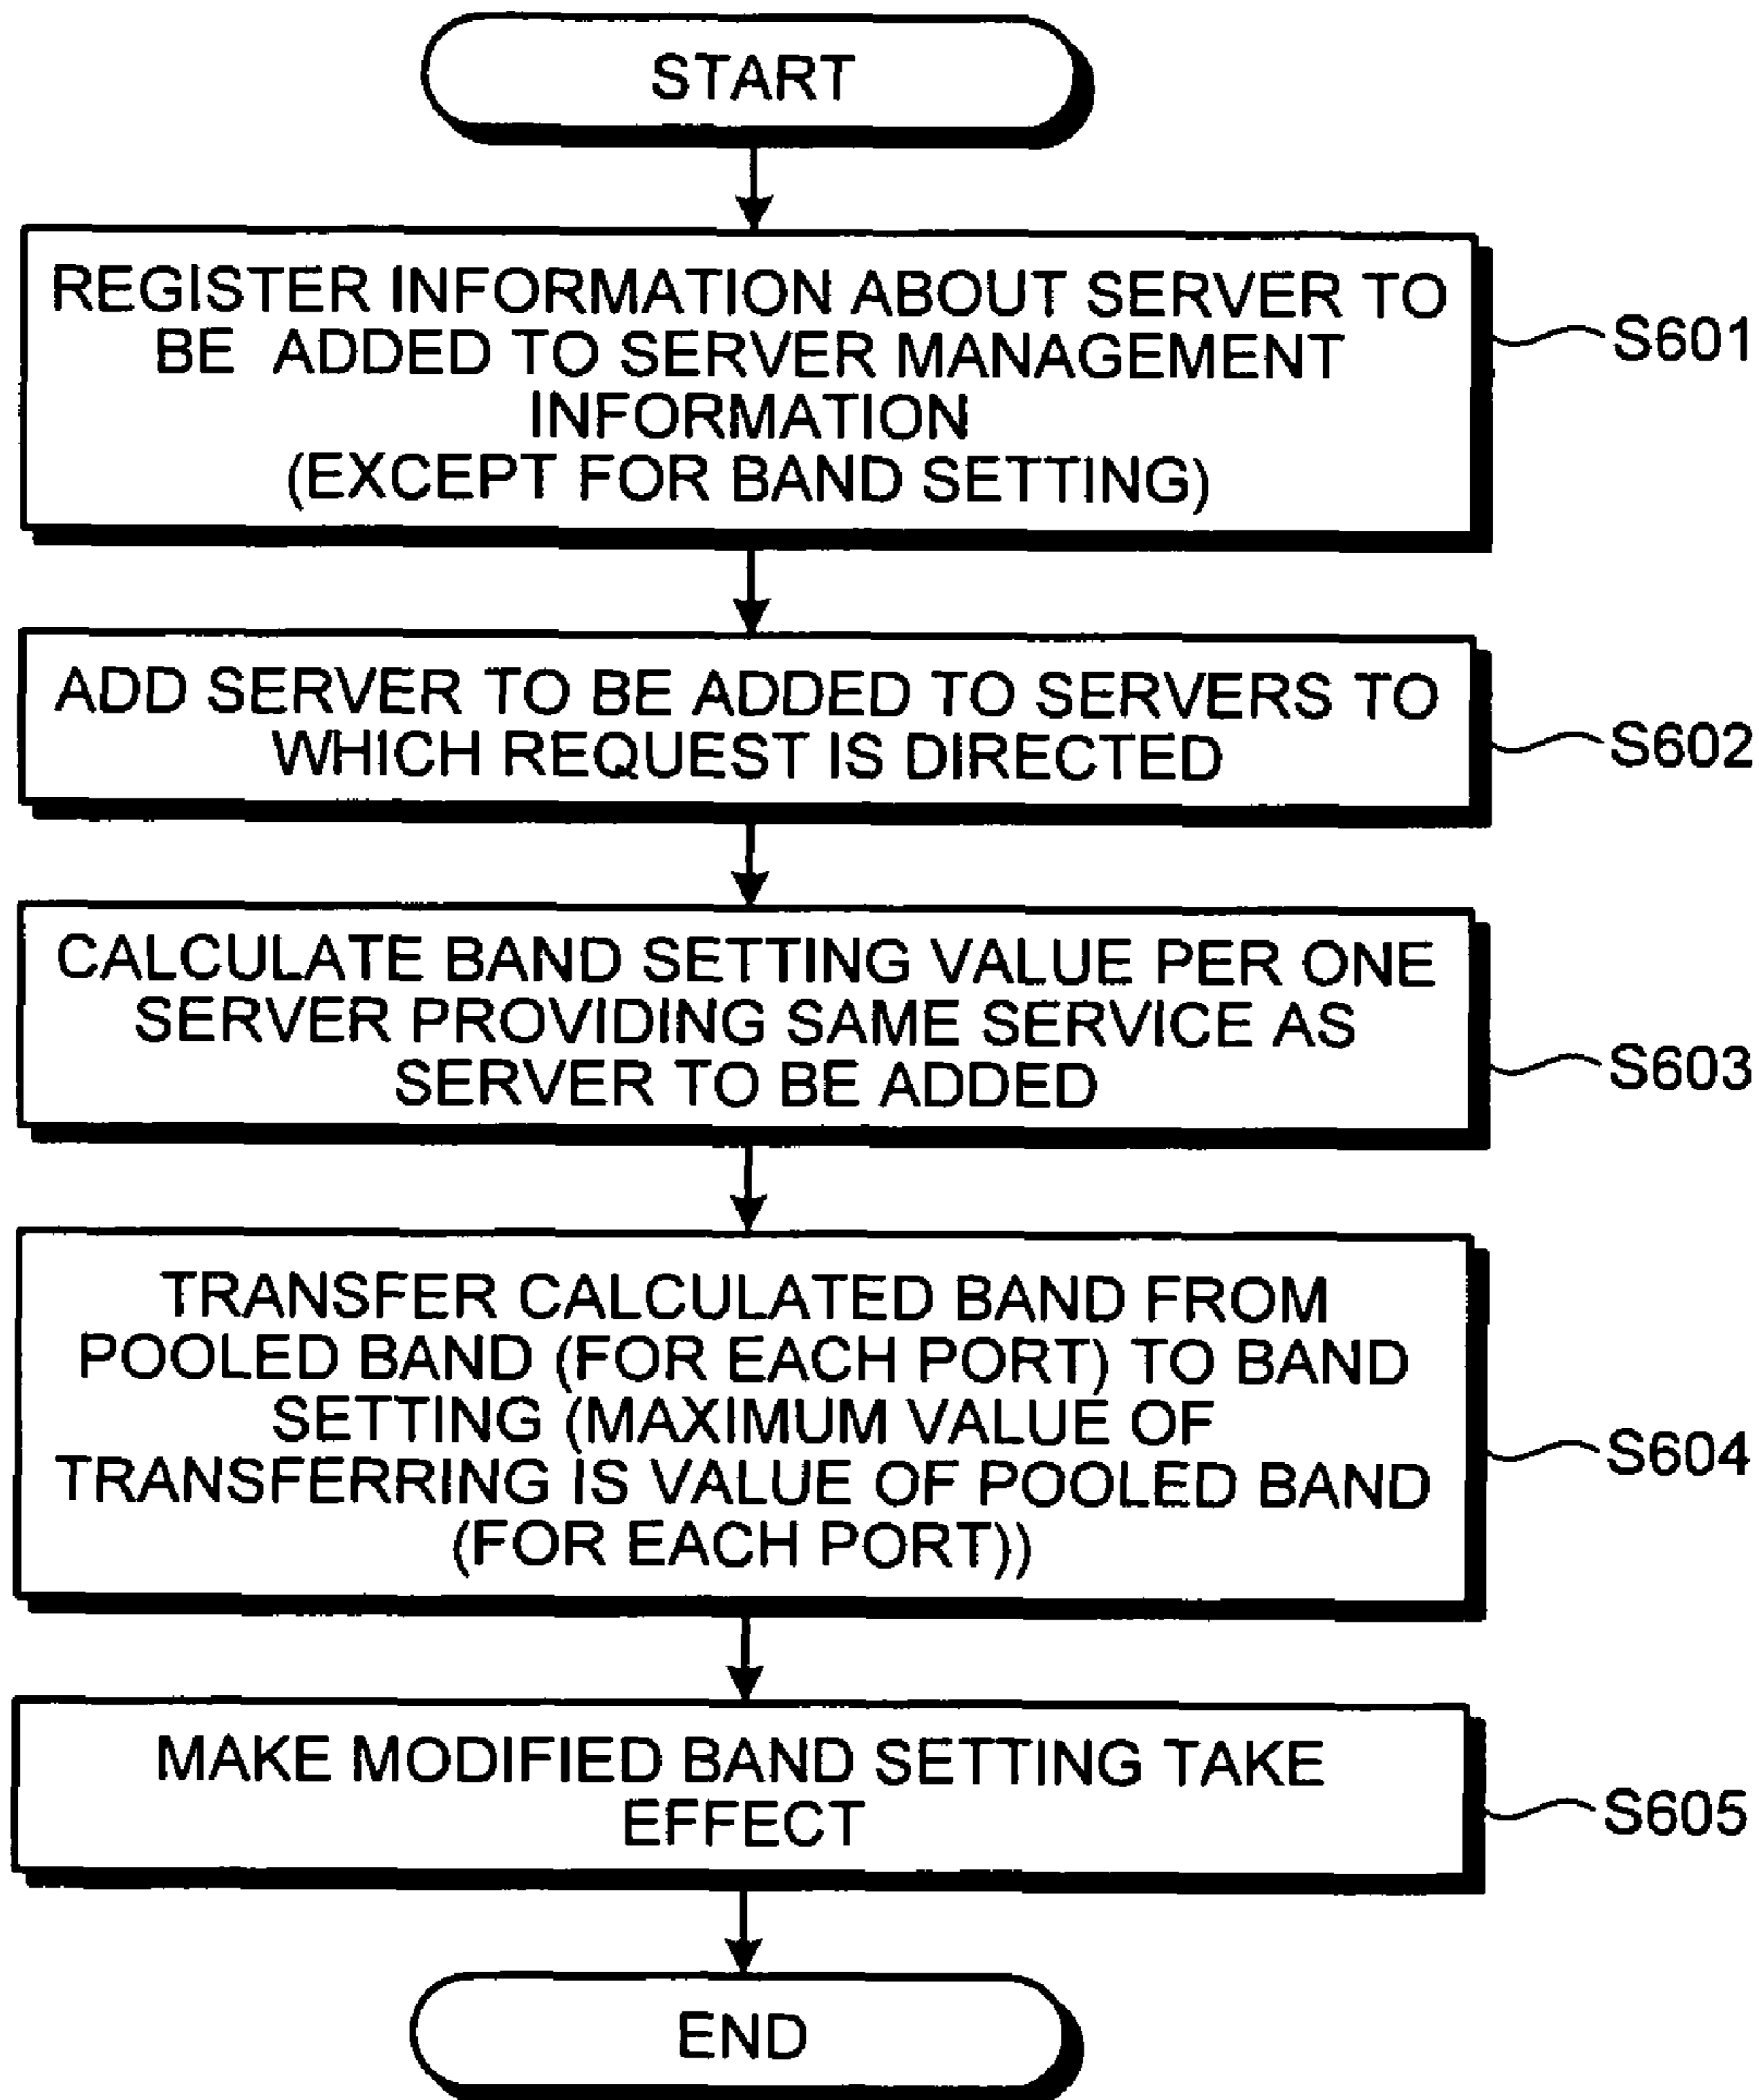 START
REGISTER INFORMATION ABOUT SERVER TO
BE ADDED TO SERVER MANAGEMENT
INFORMATION
(EXCEPT FOR BAND SETTING)
S601
ADD SERVER TO BE ADDED TO SERVERS TO
WHICH REQUEST IS DIRECTED
S602
CALCULATE BAND SETTING VALUE PER ONE
SERVER PROVIDING SAME SERVICE AS
SERVER TO BE ADDED
S603
TRANSFER CALCULATED BAND FROM
POOLED BAND (FOR EACH PORT) TO BAND
SETTING (MAXIMUM VALUE OF
TRANSFERRING IS VALUE OF POOLED BAND
(FOR EACH PORT))
S604
MAKE MODIFIED BAND SETTING TAKE
EFFECT
S605
END